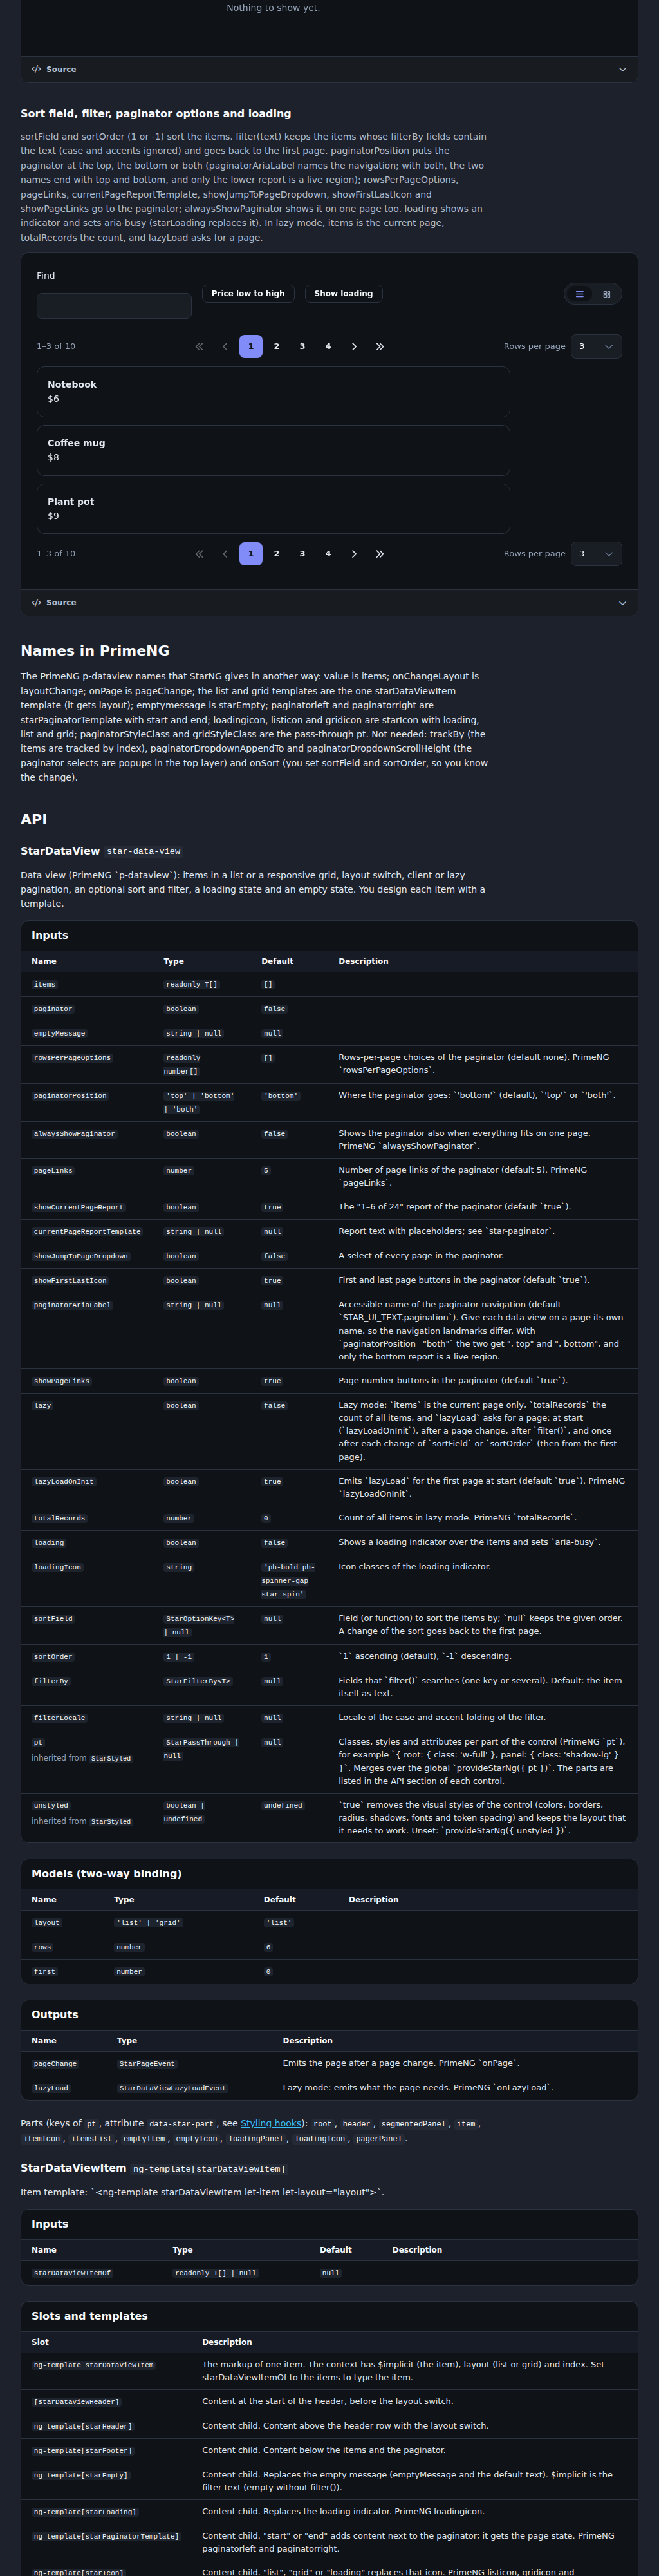 Nothing to show yet.
Source
Sort field, filter, paginator options and loading
sortField and sortOrder (1 or -1) sort the items. filter(text) keeps the items whose filterBy fields contain
the text (case and accents ignored) and goes back to the first page. paginatorPosition puts the
paginator at the top, the bottom or both (paginatorAriaLabel names the navigation; with both, the two
names end with top and bottom, and only the lower report is a live region); rowsPerPageOptions,
pageLinks, currentPageReportTemplate, showJumpToPageDropdown, showFirstLastIcon and
showPageLinks go to the paginator; alwaysShowPaginator shows it on one page too. loading shows an
indicator and sets aria-busy (starLoading replaces it). In lazy mode, items is the current page,
totalRecords the count, and lazyLoad asks for a page.
Find
Price low to high Show loading
1–3 of 10 1 2 3 4 Rows per page 3
Notebook
$6
Coffee mug
$8
Plant pot
$9
1–3 of 10 1 2 3 4 Rows per page 3
Source
Names in PrimeNG
The PrimeNG p-dataview names that StarNG gives in another way: value is items; onChangeLayout is
layoutChange; onPage is pageChange; the list and grid templates are the one starDataViewItem
template (it gets layout); emptymessage is starEmpty; paginatorleft and paginatorright are
starPaginatorTemplate with start and end; loadingicon, listicon and gridicon are starIcon with loading,
list and grid; paginatorStyleClass and gridStyleClass are the pass-through pt. Not needed: trackBy (the
items are tracked by index), paginatorDropdownAppendTo and paginatorDropdownScrollHeight (the
paginator selects are popups in the top layer) and onSort (you set sortField and sortOrder, so you know
the change).
API
StarDataView star-data-view
Data view (PrimeNG `p-dataview`): items in a list or a responsive grid, layout switch, client or lazy
pagination, an optional sort and filter, a loading state and an empty state. You design each item with a
template.
Inputs
Name Type Default Description
items readonly T[] []
paginator boolean false
emptyMessage string | null null
rowsPerPageOptions readonly number[] [] Rows-per-page choices of the paginator (default none). PrimeNG
`rowsPerPageOptions`.
paginatorPosition 'top' | 'bottom' | 'both' 'bottom' Where the paginator goes: `'bottom'` (default), `'top'` or `'both'`.
alwaysShowPaginator boolean false Shows the paginator also when everything fits on one page.
PrimeNG `alwaysShowPaginator`.
pageLinks number 5 Number of page links of the paginator (default 5). PrimeNG
`pageLinks`.
showCurrentPageReport boolean true The "1–6 of 24" report of the paginator (default `true`).
currentPageReportTemplate string | null null Report text with placeholders; see `star-paginator`.
showJumpToPageDropdown boolean false A select of every page in the paginator.
showFirstLastIcon boolean true First and last page buttons in the paginator (default `true`).
paginatorAriaLabel string | null null Accessible name of the paginator navigation (default
`STAR_UI_TEXT.pagination`). Give each data view on a page its own
name, so the navigation landmarks differ. With
`paginatorPosition="both"` the two get ", top" and ", bottom", and
only the bottom report is a live region.
showPageLinks boolean true Page number buttons in the paginator (default `true`).
lazy boolean false Lazy mode: `items` is the current page only, `totalRecords` the
count of all items, and `lazyLoad` asks for a page: at start
(`lazyLoadOnInit`), after a page change, after `filter()`, and once
after each change of `sortField` or `sortOrder` (then from the first
page).
lazyLoadOnInit boolean true Emits `lazyLoad` for the first page at start (default `true`). PrimeNG
`lazyLoadOnInit`.
totalRecords number 0 Count of all items in lazy mode. PrimeNG `totalRecords`.
loading boolean false Shows a loading indicator over the items and sets `aria-busy`.
loadingIcon string 'ph-bold ph-spinner-gap star-spin' Icon classes of the loading indicator.
sortField StarOptionKey<T> | null null Field (or function) to sort the items by; `null` keeps the given order.
A change of the sort goes back to the first page.
sortOrder 1 | -1 1 `1` ascending (default), `-1` descending.
filterBy StarFilterBy<T> null Fields that `filter()` searches (one key or several). Default: the item
itself as text.
filterLocale string | null null Locale of the case and accent folding of the filter.
pt StarPassThrough | null null Classes, styles and attributes per part of the control (PrimeNG `pt`),
inherited from StarStyled for example `{ root: { class: 'w-full' }, panel: { class: 'shadow-lg' }
}`. Merges over the global `provideStarNg({ pt })`. The parts are
listed in the API section of each control.
unstyled boolean | undefined undefined `true` removes the visual styles of the control (colors, borders,
inherited from StarStyled radius, shadows, fonts and token spacing) and keeps the layout that
it needs to work. Unset: `provideStarNg({ unstyled })`.
Models (two-way binding)
Name Type Default Description
layout 'list' | 'grid' 'list'
rows number 6
first number 0
Outputs
Name Type Description
pageChange StarPageEvent Emits the page after a page change. PrimeNG `onPage`.
lazyLoad StarDataViewLazyLoadEvent Lazy mode: emits what the page needs. PrimeNG `onLazyLoad`.
Parts (keys of pt, attribute data-star-part, see Styling hooks): root, header, segmentedPanel, item,
itemIcon, itemsList, emptyItem, emptyIcon, loadingPanel, loadingIcon, pagerPanel.
StarDataViewItem ng-template[starDataViewItem]
Item template: `<ng-template starDataViewItem let-item let-layout="layout">`.
Inputs
Name Type Default Description
starDataViewItemOf readonly T[] | null null
Slots and templates
Slot Description
ng-template starDataViewItem The markup of one item. The context has $implicit (the item), layout (list or grid) and index. Set
starDataViewItemOf to the items to type the item.
[starDataViewHeader] Content at the start of the header, before the layout switch.
ng-template[starHeader] Content child. Content above the header row with the layout switch.
ng-template[starFooter] Content child. Content below the items and the paginator.
ng-template[starEmpty] Content child. Replaces the empty message (emptyMessage and the default text). $implicit is the
filter text (empty without filter()).
ng-template[starLoading] Content child. Replaces the loading indicator. PrimeNG loadingicon.
ng-template[starPaginatorTemplate] Content child. "start" or "end" adds content next to the paginator; it gets the page state. PrimeNG
paginatorleft and paginatorright.
ng-template[starIcon] Content child. "list", "grid" or "loading" replaces that icon. PrimeNG listicon, gridicon and